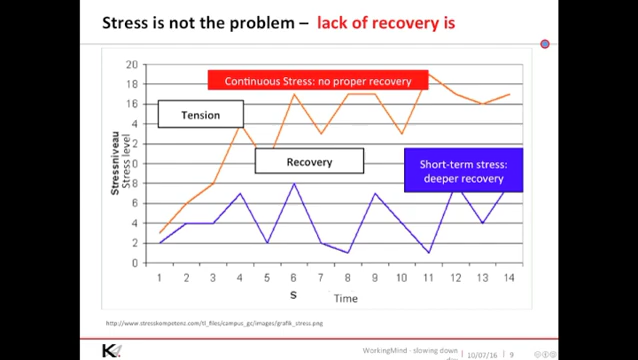 Stress is not the problem – lack of recovery is
Continuous Stress: no proper recovery
Tension
Recovery
Short-term stress:
deeper recovery
Stressniveau
Stress level
20
18
16
4
2
0
8
6
4
2
0
1 2 3 4 5 6 7 8 9 10 11 12 13 14
S
Time
http://www.stresskompetenz.com/tl_files/campus_gc/images/grafik_stress.png
K
WorkingMind - slowing down
10/07/16
9